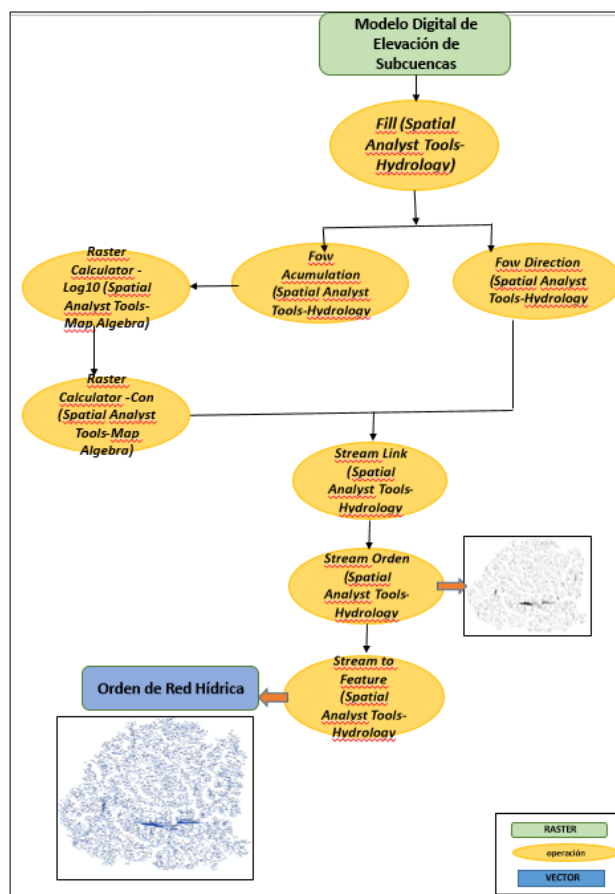 Modelo Digital de
Elevación de
Subcuencas
Fill (Spatial
Analyst Tools-
Hydrology)
Raster
Calculator -
Log10 (Spatial
Analyst Tools-
Map Algebra)
Fow
Acumulation
(Spatial Analyst
Tools-Hydrology
Fow Direction
(Spatial Analyst
Tools-Hydrology
Raster
Calculator -Con
(Spatial Analyst
Tools-Map
Algebra)
Stream Link
(Spatial
Analyst Tools-
Hydrology
Stream Orden
(Spatial
Analyst Tools-
Hydrology
Stream to
Feature
(Spatial
Analyst Tools-
Hydrology
Orden de Red Hídrica
RASTER
operación
VECTOR